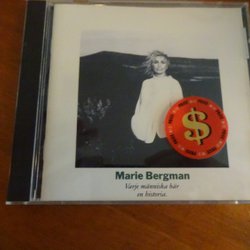 $
Marie Bergman
Varje människa bär
en historia.